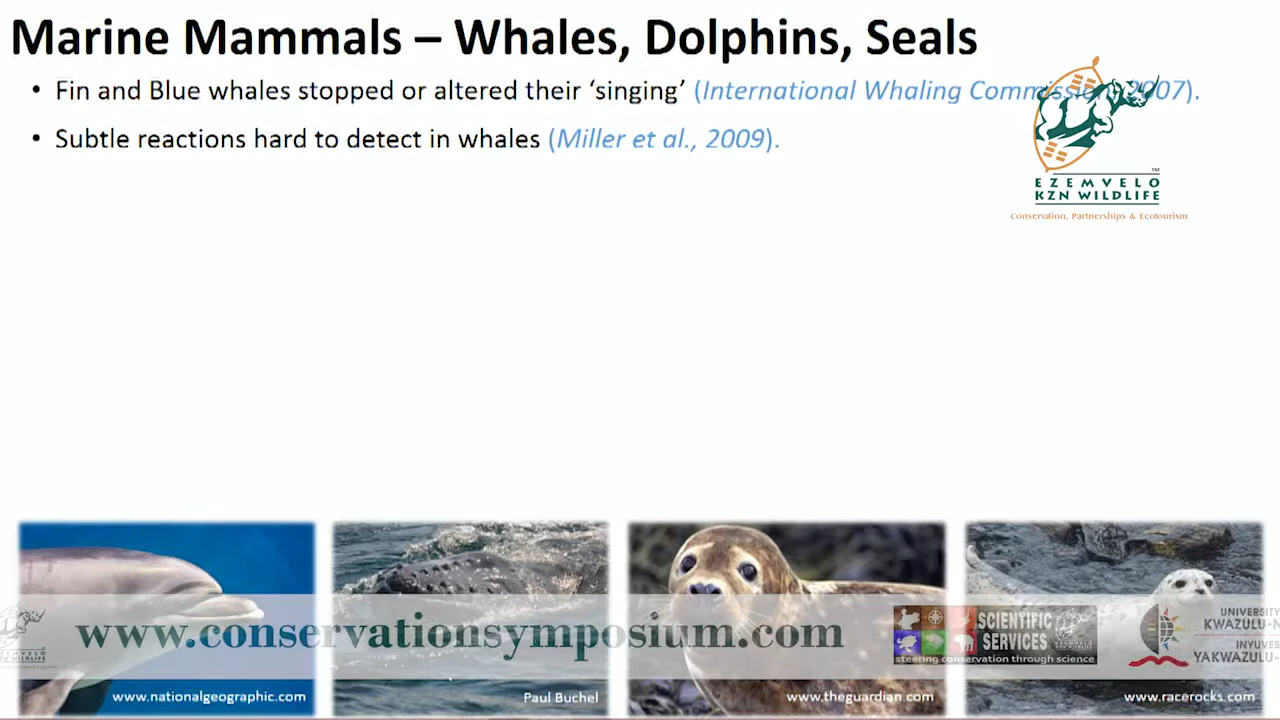 Marine Mammals – Whales, Dolphins, Seals
• Fin and Blue whales stopped or altered their ‘singing’ (International Whaling Commission, 2007).
• Subtle reactions hard to detect in whales (Miller et al., 2009).
TM
EZEMVELO
KZN WILDLIFE
Conservation, Partnerships & Ecotourism
www.conservationsymposium.com
SCIENTIFIC
SERVICES
steering conservation through science
UNIVERSITY
KWAZULU-N
INYUVES
YAKWAZULU-
www.nationalgeographic.com
Paul Buchel
www.theguardian.com
www.racerocks.com